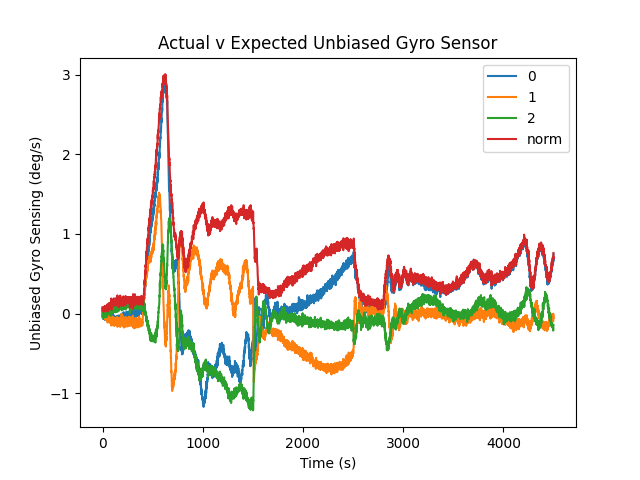 Actual v Expected Unbiased Gyro Sensor
0
1
2
norm
Unbiased Gyro Sensing (deg/s)
3
2
1
0
−1
0 1000 2000 3000 4000
Time (s)